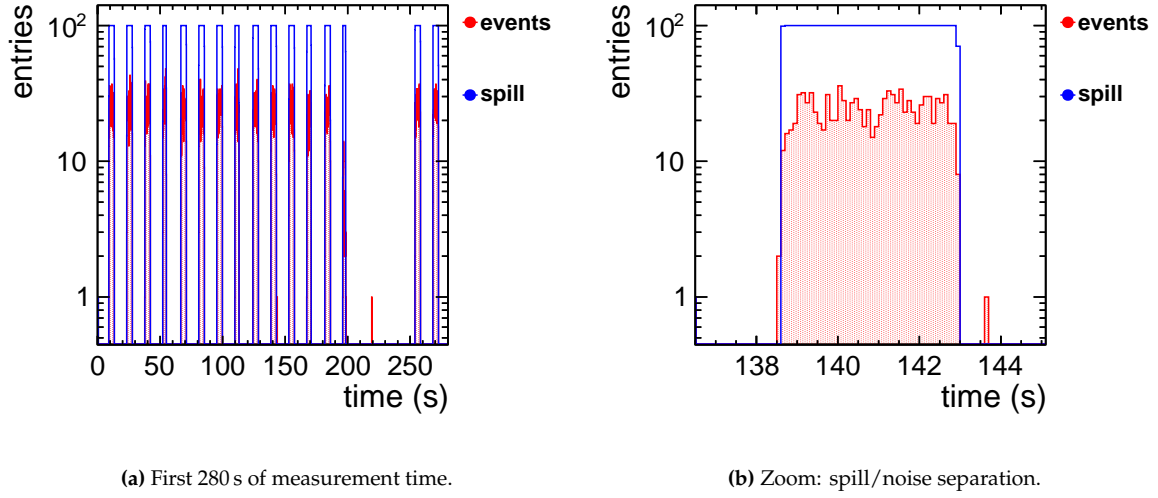 entries
10²
10
1
0 50 100 150 200 250
time (s)
events
spill
(a) First 280 s of measurement time.
entries
10²
10
1
138 140 142 144
time (s)
events
spill
(b) Zoom: spill/noise separation.